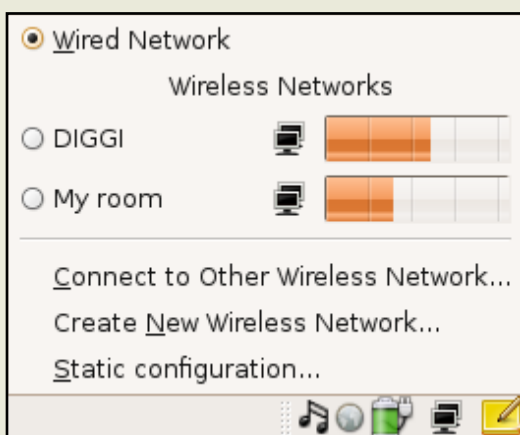 Wired Network
Wireless Networks
DIGGI
My room
Connect to Other Wireless Network...
Create New Wireless Network...
Static configuration...